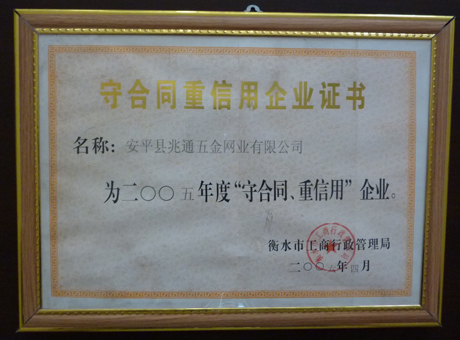 守合同重信用企业证书
名称：安平县兆通五金网业有限公司
为二〇〇五年度“守合同、重信用”企业。
衡水市工商行政管理局
二〇〇六年四月